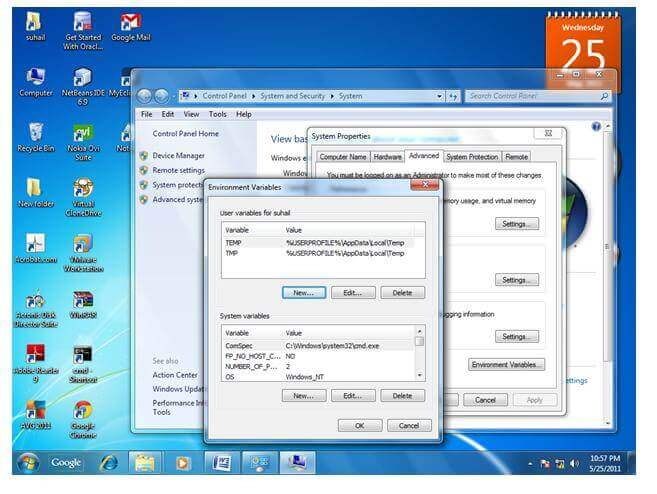 suhail
Get Started
With Oracl...
Google Mail
Computer
NetBeans IDE
6.9
MyEcli
Recycle Bin
Nokia Ovi
Suite
Not
New folder
Virtual
CloneDrive
Acrobat.com
VMware
Workstation
Acronis Disk
Director Suite
WinRAR
Adobe Reader
9
cmd -
Shortcut
AVG 2011
Google
Chrome
Wednesday
25
Control Panel
System and Security
System
Search Control Panel
File Edit View Tools Help
Control Panel Home
Device Manager
Remote settings
System protecti
Advanced system
See also
Action Center
Windows Updat
Performance Inf
Tools
View bas
Windows e
Window
ettings
System Properties
Computer Name Hardware Advanced System Protection Remote
You must be logged on as an Administrator to make most of these changes.
emory usage, and virtual memory
Settings...
Settings...
ugging information
Settings...
Environment Variables...
Cancel Apply
Environment Variables
User variables for suhail
Variable Value
TEMP %USERPROFILE%\AppData\Local\Temp
TMP %USERPROFILE%\AppData\Local\Temp
New... Edit... Delete
System variables
Variable Value
ComSpec C:\Windows\system32\cmd.exe
FP_NO_HOST_C... NO
NUMBER_OF_P... 2
OS Windows_NT
New... Edit... Delete
OK Cancel
Google
10:57 PM
5/25/2011